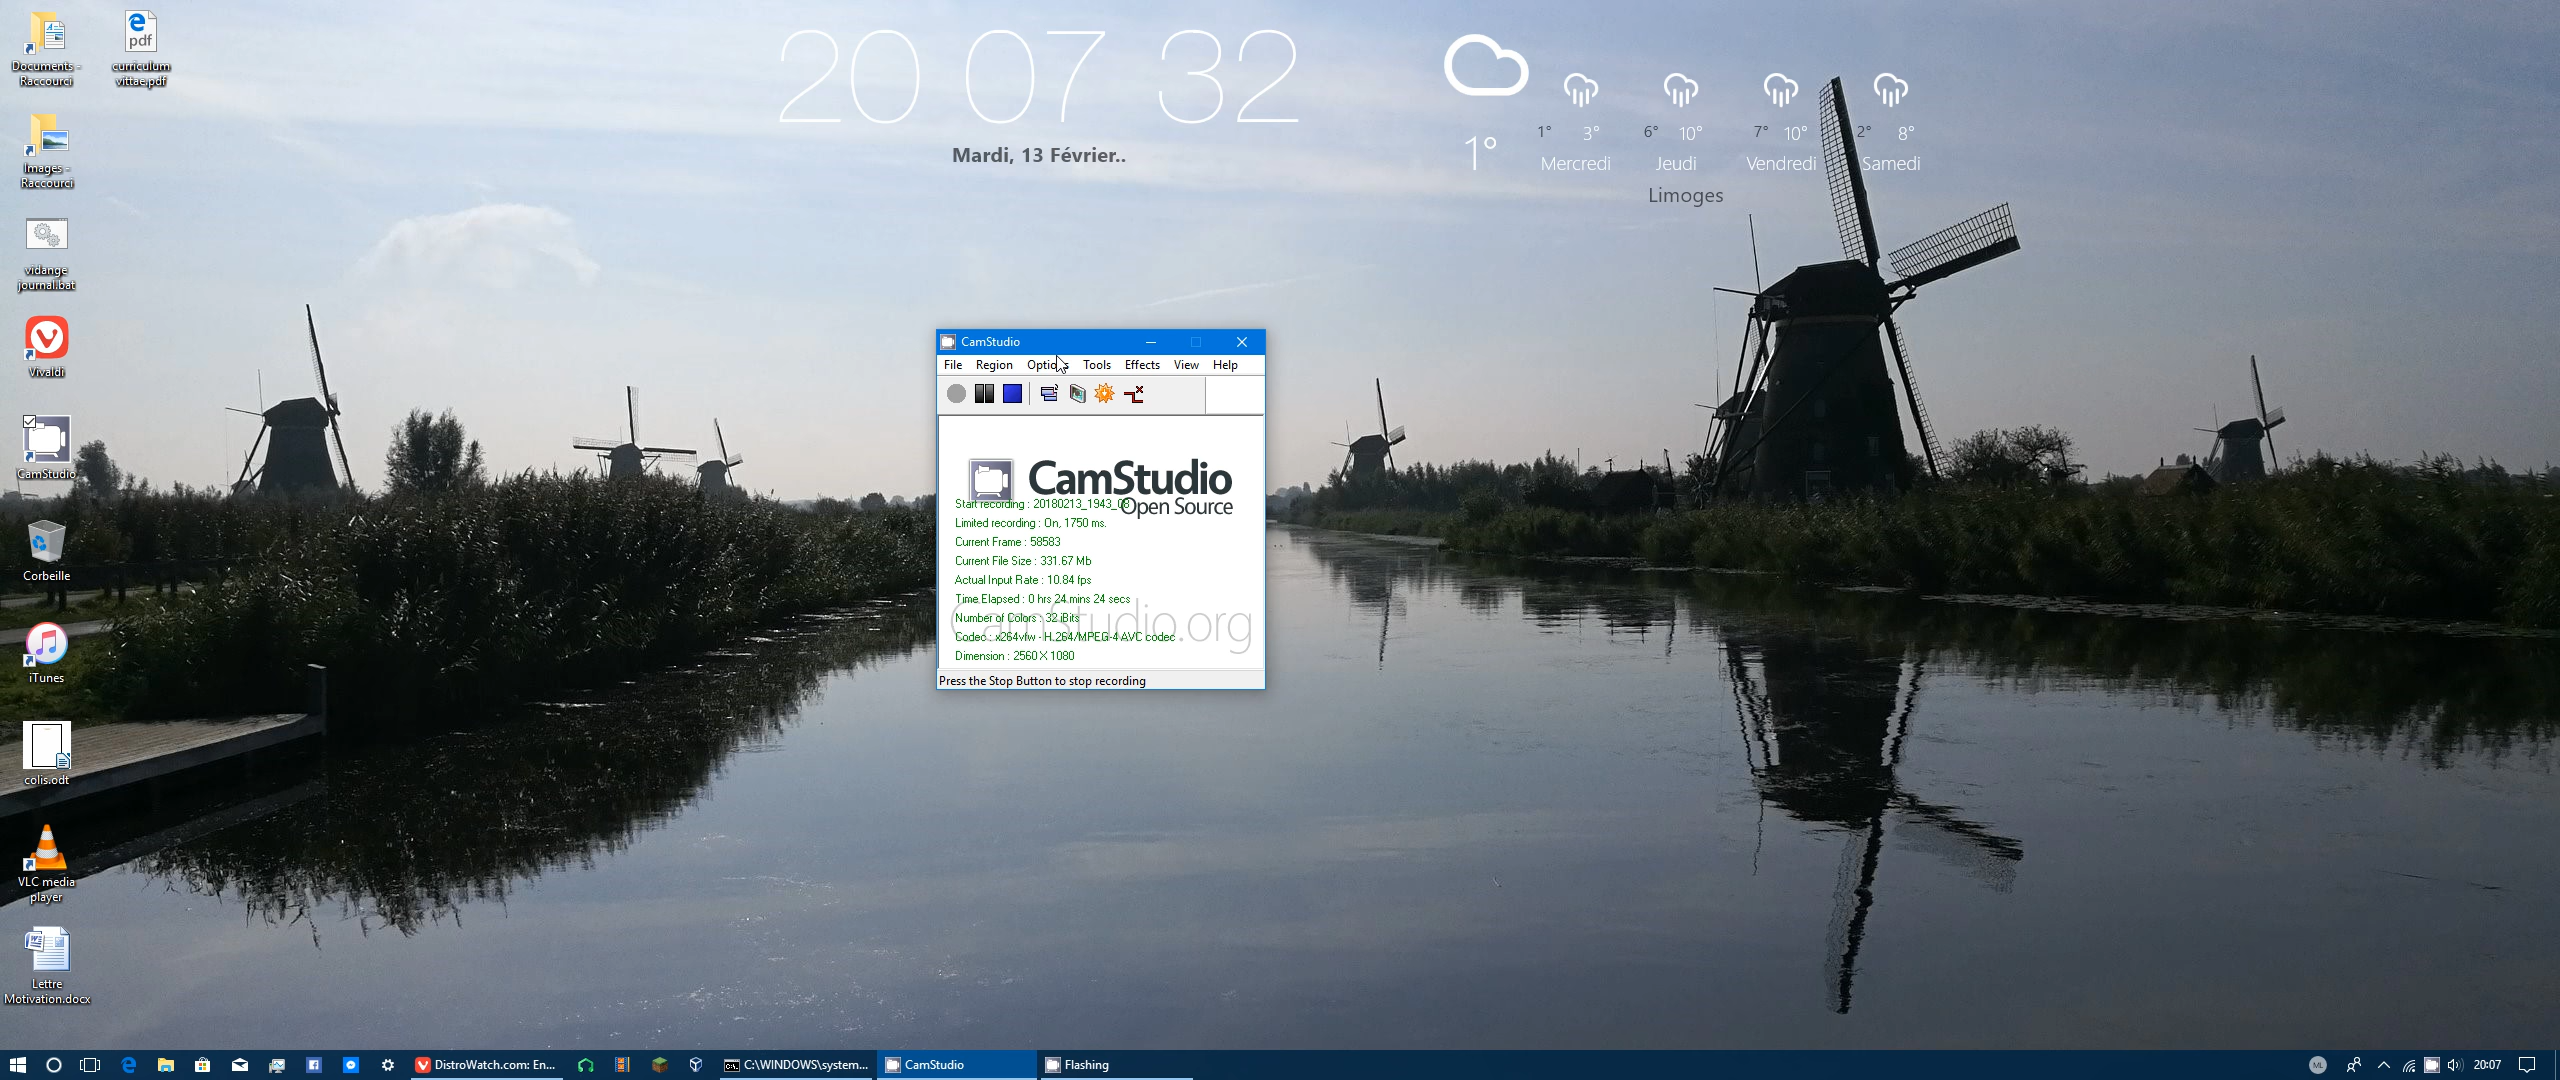 Documents - Raccourci
curriculum vittae.pdf
pdf
Images - Raccourci
vidange journal.bat
Vivaldi
CamStudio
Corbeille
iTunes
colis.odt
VLC media player
Lettre Motivation.docx
20 07 32
Mardi, 13 Février..
1°
1° 3°
Mercredi
6° 10°
Jeudi
7° 10°
Vendredi
2° 8°
Samedi
Limoges
CamStudio
File Region Options Tools Effects View Help
CamStudio
Open Source
Start recording : 20180213_1943_08
Limited recording : On, 1750 ms.
Current Frame : 58583
Current File Size : 331.67 Mb
Actual Input Rate : 10.84 fps
Time Elapsed : 0 hrs 24 mins 24 secs
Number of Colors : 32 Bits
Codec : x264vfw - H.264/MPEG-4 AVC codec
Dimension : 2560 X 1080
CamStudio.org
Press the Stop Button to stop recording
DistroWatch.com: En...
C:\WINDOWS\system...
CamStudio
Flashing
ML
20:07